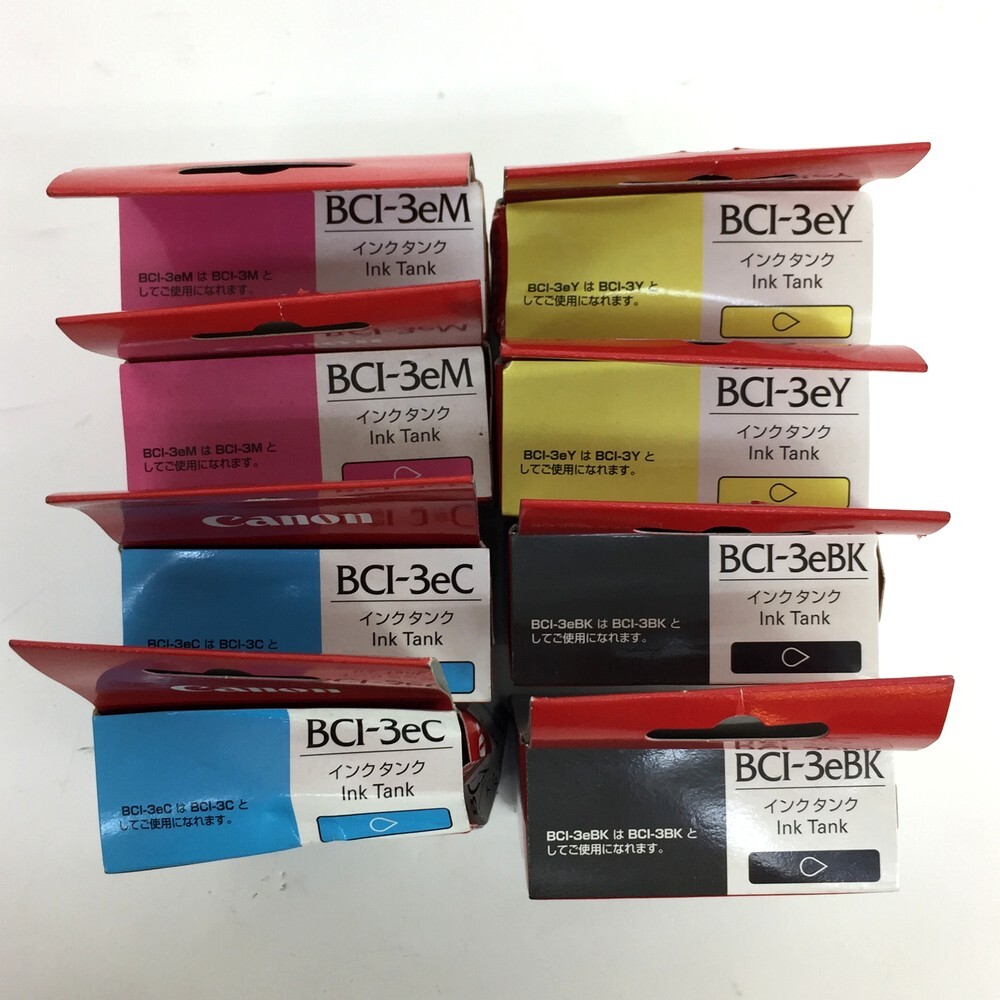 BCI-3eM
インクタンク
Ink Tank
BCI-3eM は BCI-3M と
してご使用になれます。
BCI-3eM
インクタンク
Ink Tank
BCI-3eM は BCI-3M と
してご使用になれます。
Canon
BCI-3eC
インクタンク
Ink Tank
BCI-3eC は BCI-3C と
Canon
BCI-3eC
インクタンク
Ink Tank
BCI-3eC は BCI-3C と
してご使用になれます。
BCI-3eY
インクタンク
Ink Tank
BCI-3eY は BCI-3Y と
してご使用になれます。
BCI-3eY
インクタンク
Ink Tank
BCI-3eY は BCI-3Y と
してご使用になれます。
BCI-3eBK
インクタンク
Ink Tank
BCI-3eBK は BCI-3BK と
してご使用になれます。
BCI-3eBK
インクタンク
Ink Tank
BCI-3eBK は BCI-3BK と
してご使用になれます。